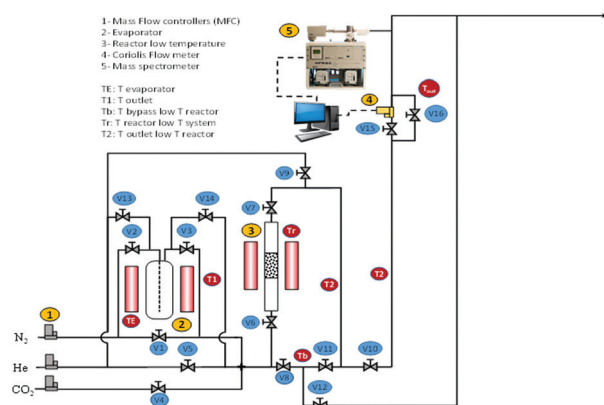 1- Mass Flow controllers (MFC)
2- Evaporator
3- Reactor low temperature
4- Coriolis Flow meter
5- Mass spectrometer
TE: T evaporator
T1: T outlet
Tb: T bypass low T reactor
Tr: T reactor low T system
T2: T outlet low T reactor
5
4
Tout
V15
V16
V9
V13
V14
V7
V2
V3
3
Tr
T1
T2
T2
1
TE
2
V6
N2
V1
V5
Tb
V11
V10
He
V8
CO2
V4
V12